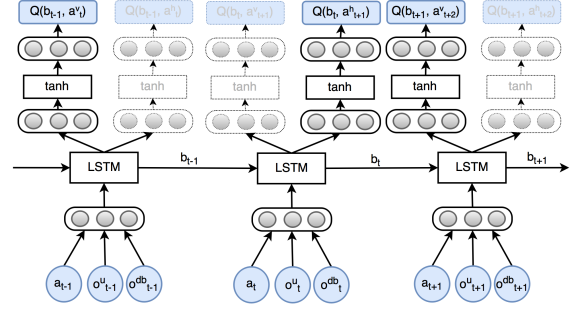 Q(b_{t-1}, a^v_t) Q(b_{t-1}, a^h_t) Q(b_t, a^v_{t+1}) Q(b_t, a^h_{t+1}) Q(b_{t+1}, a^v_{t+2}) Q(b_{t+1}, a^h_{t+2})
tanh tanh tanh tanh tanh tanh
LSTM b_{t-1} LSTM b_t LSTM b_{t+1}
a_{t-1} o^u_{t-1} o^{db}_{t-1} a_t o^u_t o^{db}_t a_{t+1} o^u_{t+1} o^{db}_{t+1}